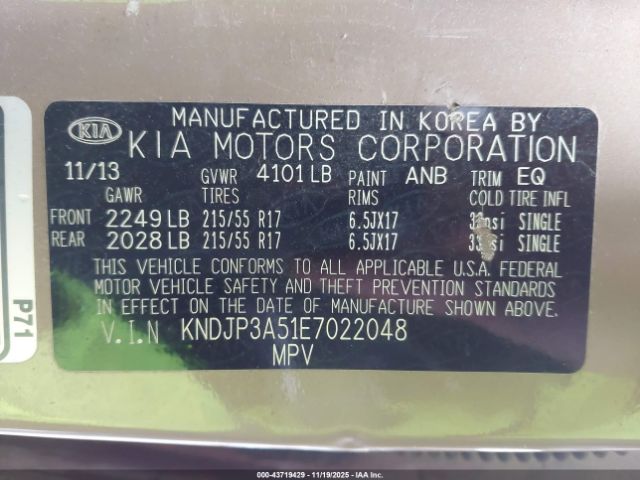 MANUFACTURED IN KOREA BY
KIA KIA MOTORS CORPORATION
11/13 GVWR 4101 LB PAINT ANB TRIM EQ
GAWR TIRES RIMS COLD TIRE INFL
FRONT 2249 LB 215/55 R17 6.5JX17 SINGLE
REAR 2028 LB 215/55 R17 6.5JX17 SINGLE
THIS VEHICLE CONFORMS TO ALL APPLICABLE U.S.A. FEDERAL
MOTOR VEHICLE SAFETY AND THEFT PREVENTION STANDARDS
IN EFFECT ON THE DATE OF MANUFACTURE SHOWN ABOVE.
V.I.N KNDJP3A51E7022048
MPV
P71
000-43719429 - 11/19/2025 - IAA, Inc.